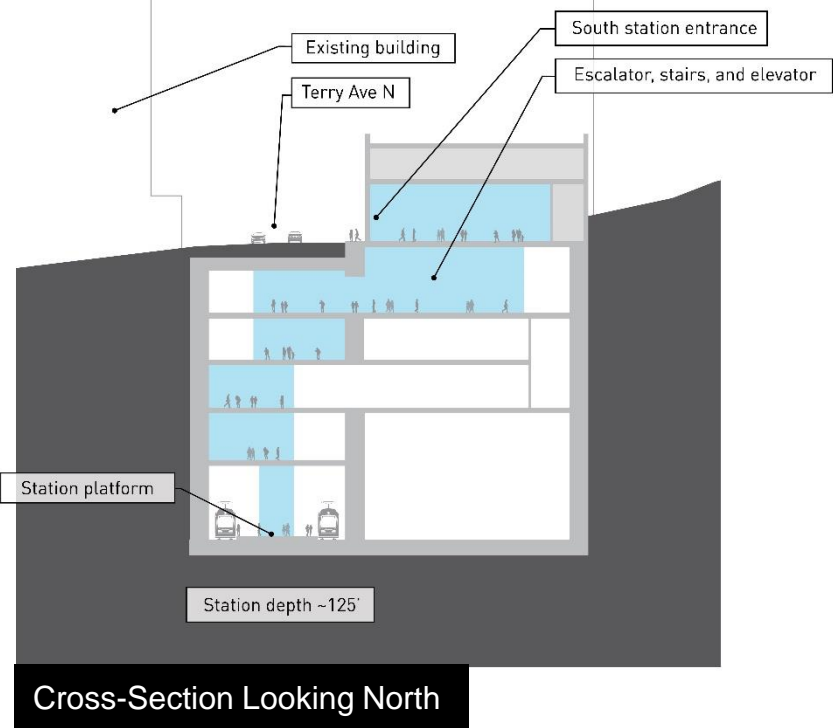 South station entrance
Existing building
Escalator, stairs, and elevator
Terry Ave N
Station platform
Station depth ~125’
Cross-Section Looking North